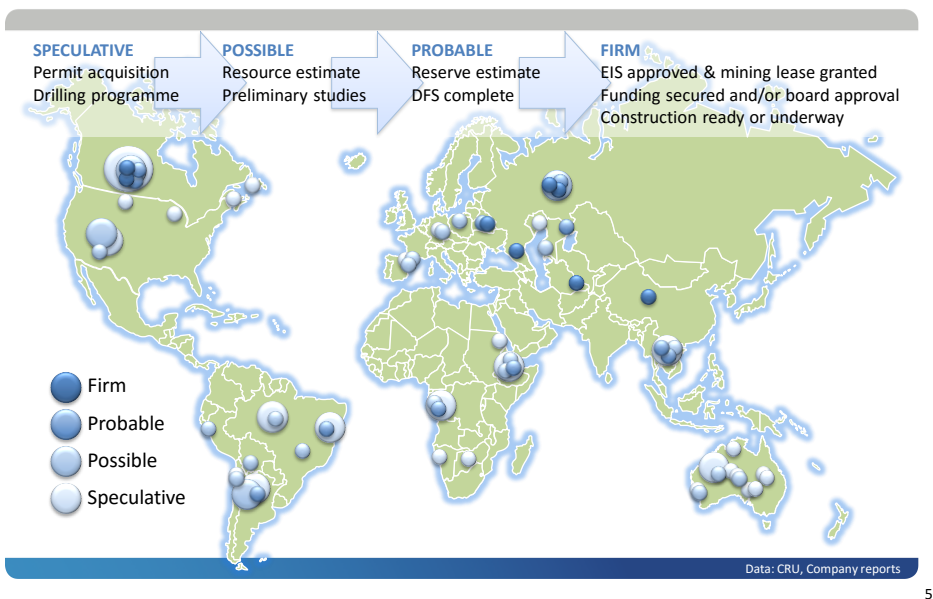 SPECULATIVE
Permit acquisition
Drilling programme
POSSIBLE
Resource estimate
Preliminary studies
PROBABLE
Reserve estimate
DFS complete
FIRM
EIS approved & mining lease granted
Funding secured and/or board approval
Construction ready or underway
Firm
Probable
Possible
Speculative
Data: CRU, Company reports
5